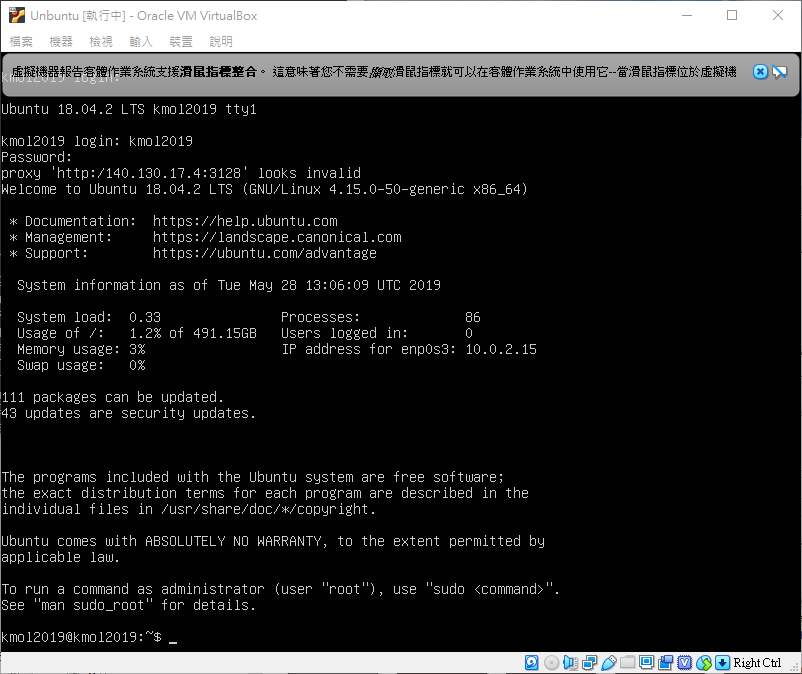 Unbuntu [執行中] - Oracle VM VirtualBox
檔案 機器 檢視 輸入 裝置 說明
虛擬機器報告客體作業系統支援滑鼠指標整合。 這意味著您不需要擷取滑鼠指標就可以在客體作業系統中使用它--當滑鼠指標位於虛擬機
kmol2019 login:
Ubuntu 18.04.2 LTS kmol2019 tty1
kmol2019 login: kmol2019
Password:
proxy 'http:/140.130.17.4:3128' looks invalid
Welcome to Ubuntu 18.04.2 LTS (GNU/Linux 4.15.0-50-generic x86_64)
* Documentation:  https://help.ubuntu.com
* Management:     https://landscape.canonical.com
* Support:        https://ubuntu.com/advantage
System information as of Tue May 28 13:06:09 UTC 2019
System load:  0.33               Processes:             86
Usage of /:   1.2% of 491.15GB   Users logged in:       0
Memory usage: 3%                 IP address for enp0s3: 10.0.2.15
Swap usage:   0%
111 packages can be updated.
43 updates are security updates.
The programs included with the Ubuntu system are free software;
the exact distribution terms for each program are described in the
individual files in /usr/share/doc/*/copyright.
Ubuntu comes with ABSOLUTELY NO WARRANTY, to the extent permitted by
applicable law.
To run a command as administrator (user "root"), use "sudo <command>".
See "man sudo_root" for details.
kmol2019@kmol2019:~$ _
Right Ctrl